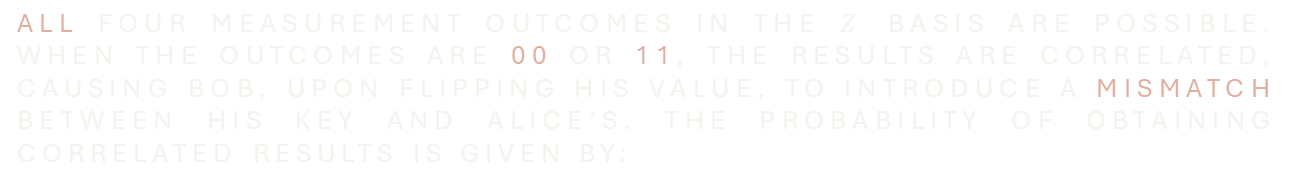 ALL FOUR MEASUREMENT OUTCOMES IN THE Z BASIS ARE POSSIBLE.
WHEN THE OUTCOMES ARE 00 OR 11, THE RESULTS ARE CORRELATED,
CAUSING BOB, UPON FLIPPING HIS VALUE, TO INTRODUCE A MISMATCH
BETWEEN HIS KEY AND ALICE’S. THE PROBABILITY OF OBTAINING
CORRELATED RESULTS IS GIVEN BY: